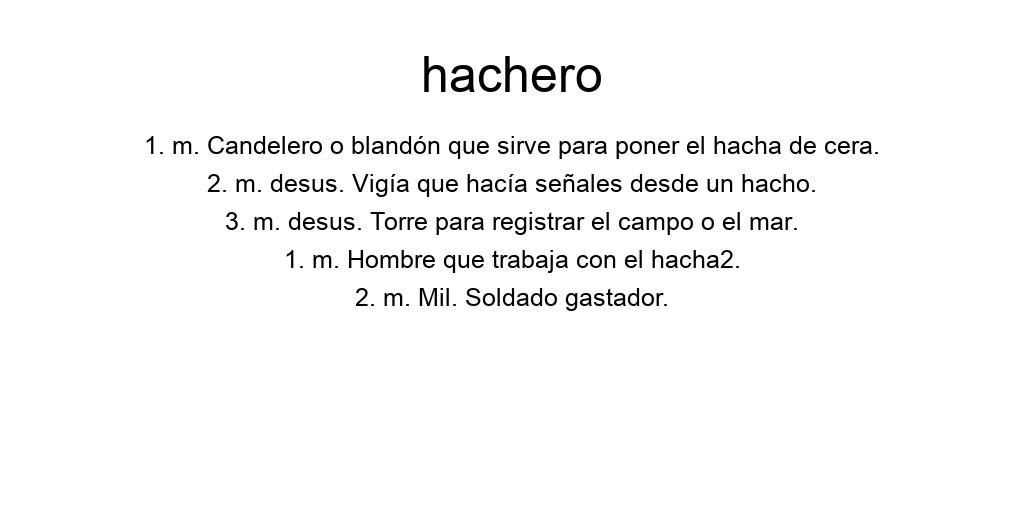 hachero
1. m. Candelero o blandón que sirve para poner el hacha de cera.
2. m. desus. Vigía que hacía señales desde un hacho.
3. m. desus. Torre para registrar el campo o el mar.
1. m. Hombre que trabaja con el hacha2.
2. m. Mil. Soldado gastador.